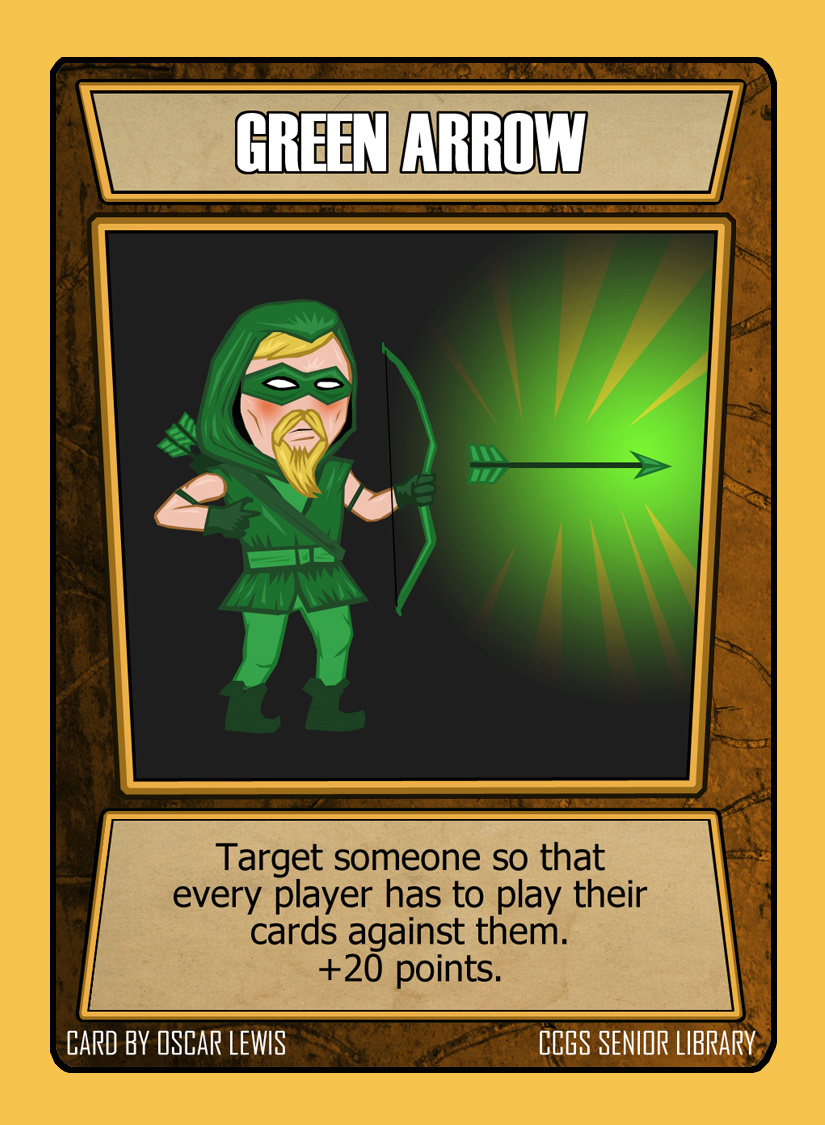 GREEN ARROW
Target someone so that
every player has to play their
cards against them.
+20 points.
CARD BY OSCAR LEWIS
CCGS SENIOR LIBRARY